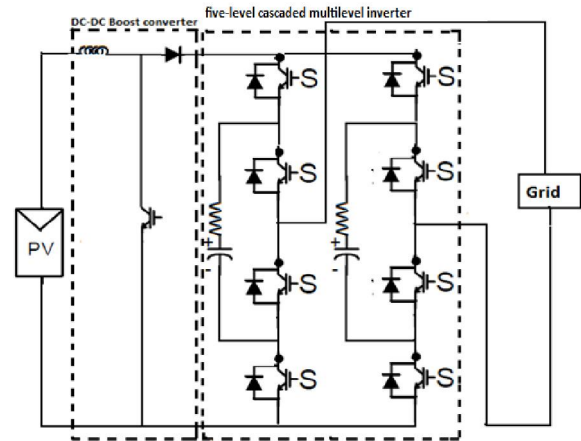 DC-DC Boost converter
five-level cascaded multilevel inverter
S S
S S
Grid
PV
+ +
- -
S S
S S